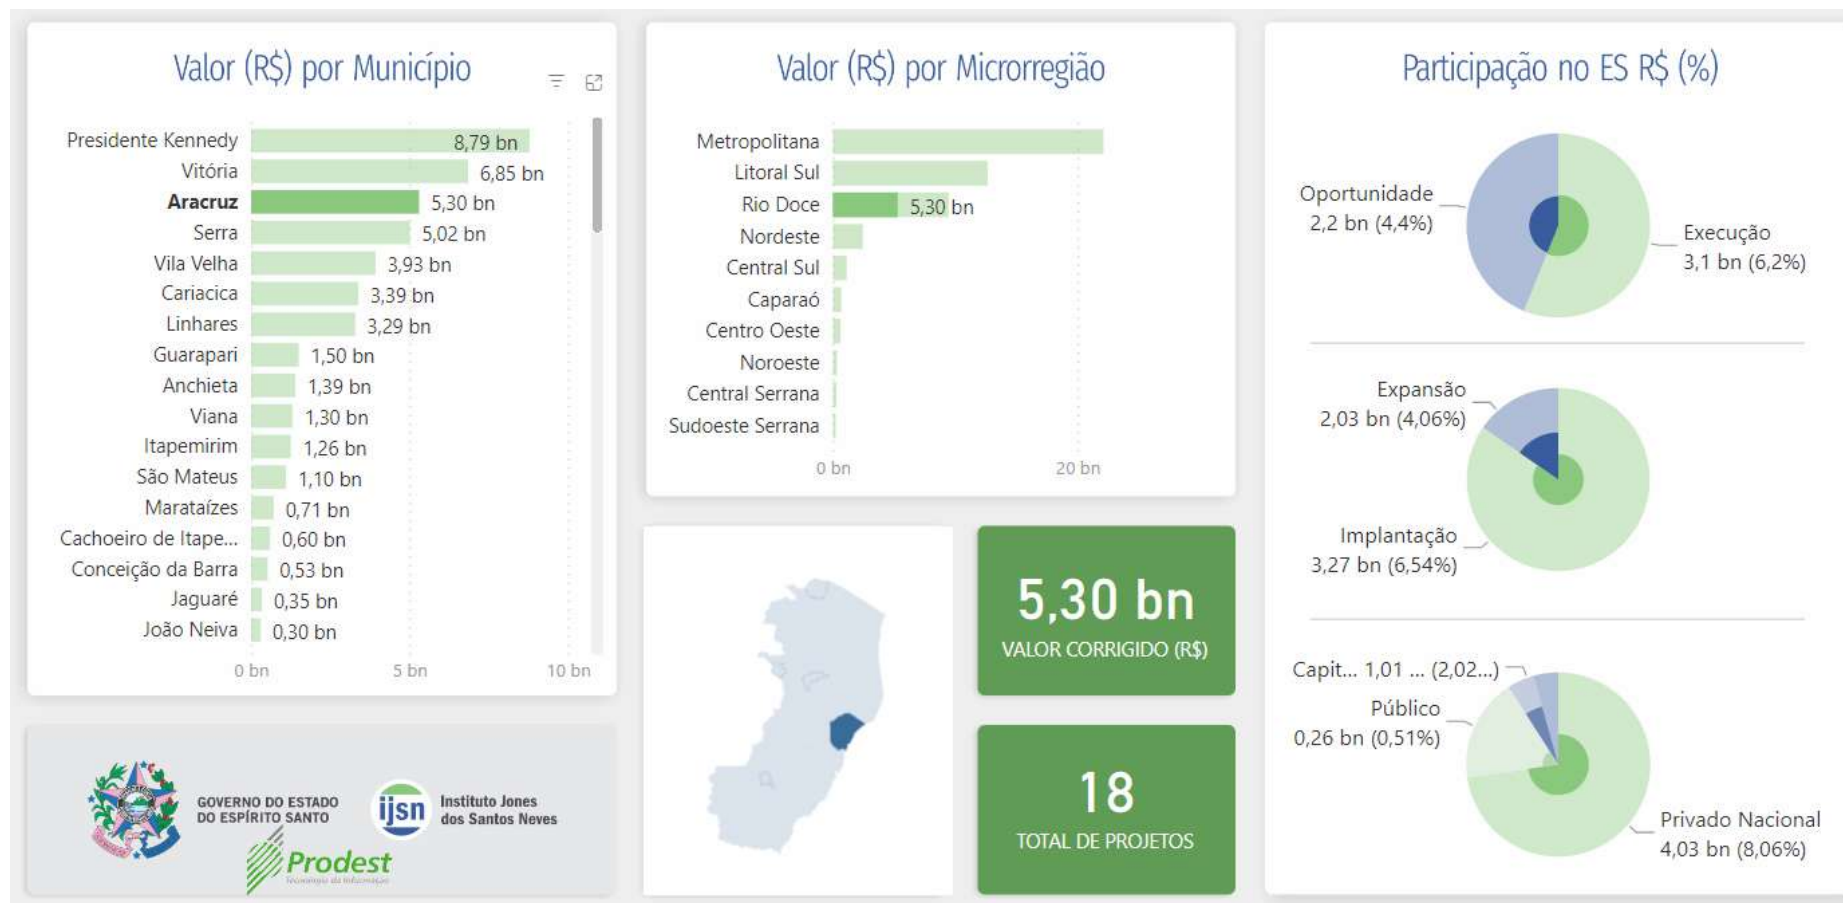 Valor (R$) por Município
Presidente Kennedy 8,79 bn
Vitória 6,85 bn
Aracruz 5,30 bn
Serra 5,02 bn
Vila Velha 3,93 bn
Cariacica 3,39 bn
Linhares 3,29 bn
Guarapari 1,50 bn
Anchieta 1,39 bn
Viana 1,30 bn
Itapemirim 1,26 bn
São Mateus 1,10 bn
Marataízes 0,71 bn
Cachoeiro de Itape... 0,60 bn
Conceição da Barra 0,53 bn
Jaguaré 0,35 bn
João Neiva 0,30 bn
0 bn 5 bn 10 bn
Valor (R$) por Microrregião
Metropolitana
Litoral Sul
Rio Doce 5,30 bn
Nordeste
Central Sul
Caparaó
Centro Oeste
Noroeste
Central Serrana
Sudoeste Serrana
0 bn 20 bn
Participação no ES R$ (%)
Oportunidade
2,2 bn (4,4%)
Execução
3,1 bn (6,2%)
Expansão
2,03 bn (4,06%)
Implantação
3,27 bn (6,54%)
Capit... 1,01 ... (2,02...)
Público
0,26 bn (0,51%)
Privado Nacional
4,03 bn (8,06%)
5,30 bn
VALOR CORRIGIDO (R$)
18
TOTAL DE PROJETOS
GOVERNO DO ESTADO
DO ESPÍRITO SANTO
ijsn
Instituto Jones
dos Santos Neves
Prodest
Tecnologia da Informação